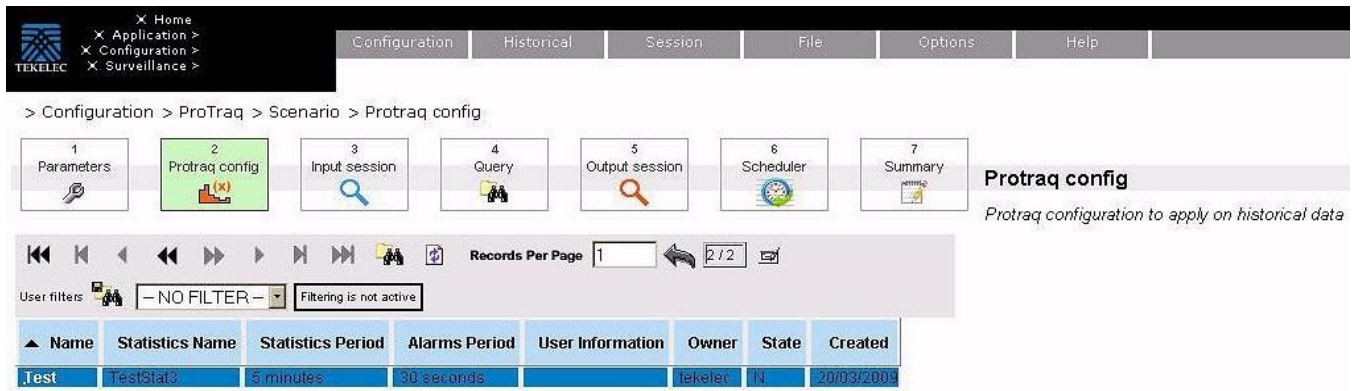 Home
Application >
Configuration >
Surveillance >
TEKELEC
Configuration Historical Session File Options Help
> Configuration > ProTraq > Scenario > Protraq config
1 2 3 4 5 6 7
Parameters Protraq config Input session Query Output session Scheduler Summary
(x)
Protraq config
Protraq configuration to apply on historical data
Records Per Page 1 2 / 2
User filters – NO FILTER – Filtering is not active
Name Statistics Name Statistics Period Alarms Period User Information Owner State Created
Test TestStat3 5 minutes 30 seconds tekelec N 20/03/2009